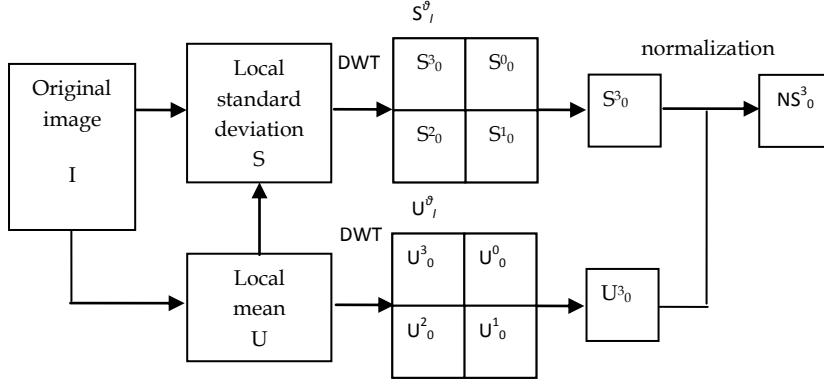 Original
image
I
Local
standard
deviation
S
DWT
S^ϑ_l
S³₀ S⁰₀
S²₀ S¹₀
S³₀
normalization
NS³₀
Local
mean
U
DWT
U^ϑ_l
U³₀ U⁰₀
U²₀ U¹₀
U³₀